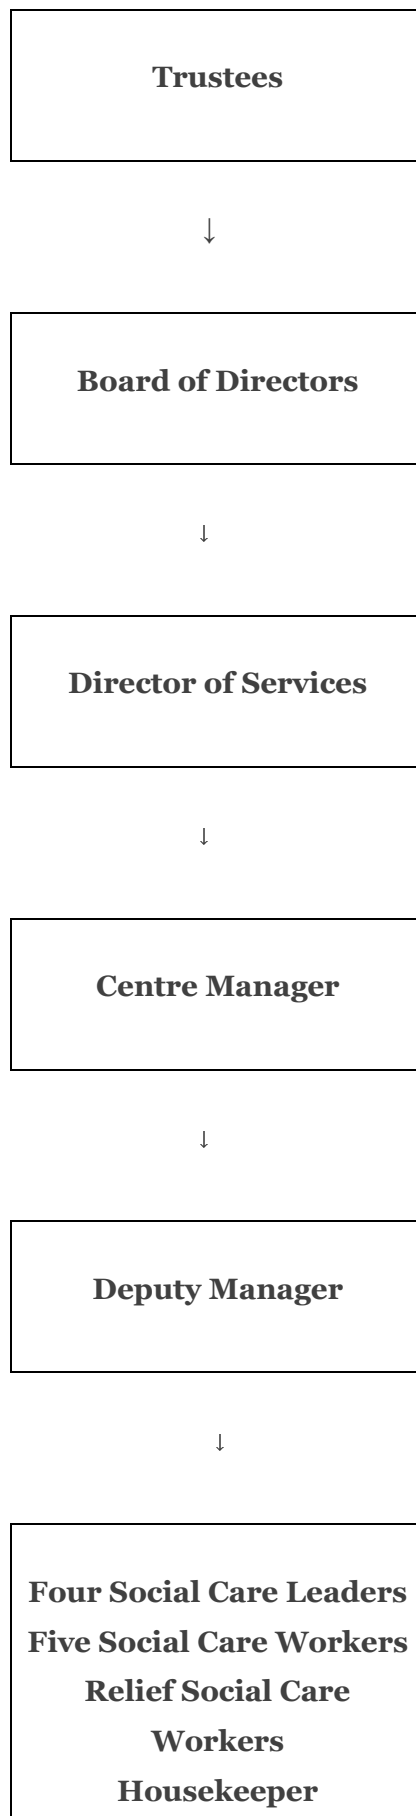 Trustees
↓
Board of Directors
↓
Director of Services
↓
Centre Manager
↓
Deputy Manager
↓
Four Social Care Leaders
Five Social Care Workers
Relief Social Care
Workers
Housekeeper